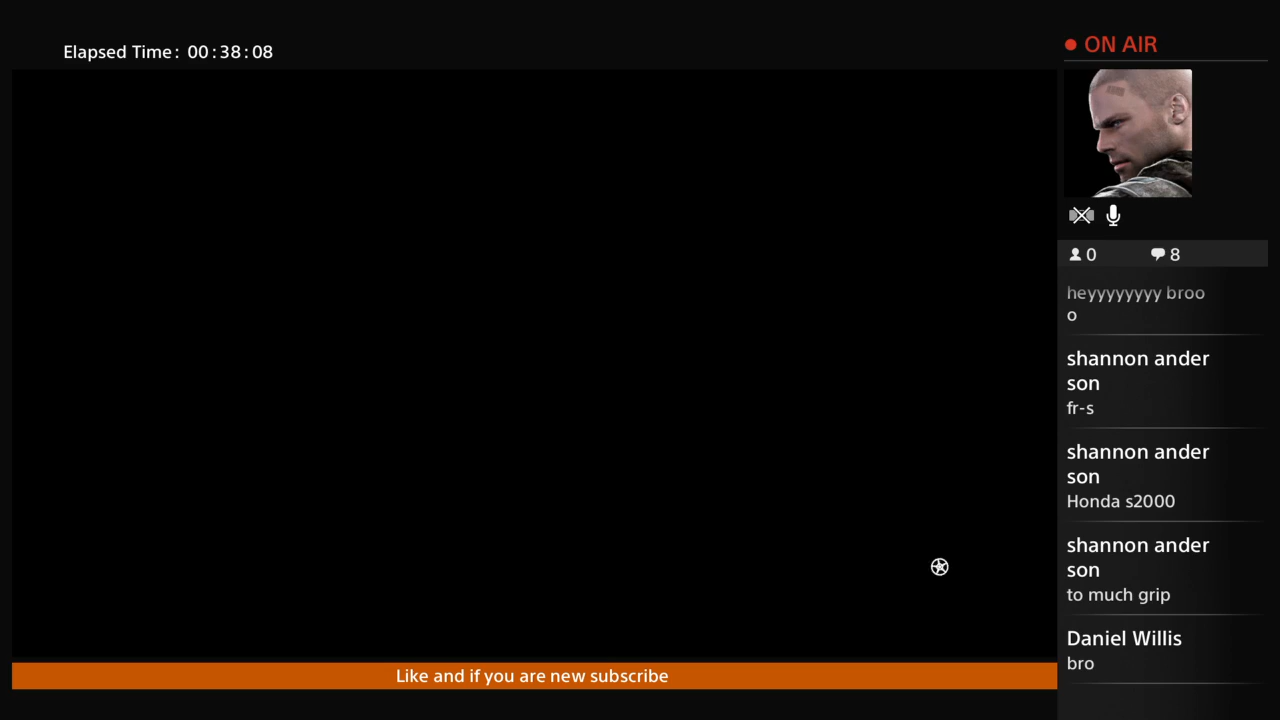 Elapsed Time: 00:38:08
ON AIR
0 8
heyyyyyyyy broo
o
shannon ander
son
fr-s
shannon ander
son
Honda s2000
shannon ander
son
to much grip
Daniel Willis
bro
Like and if you are new subscribe